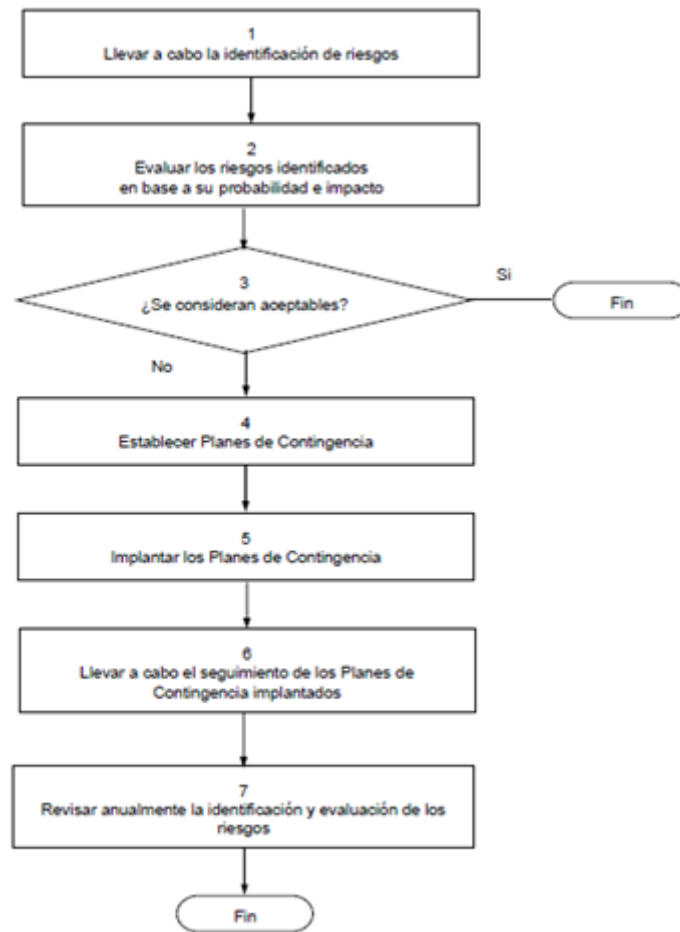 1
Llevar a cabo la identificación de riesgos
2
Evaluar los riesgos identificados
en base a su probabilidad e impacto
3
¿Se consideran aceptables?
Si
Fin
No
4
Establecer Planes de Contingencia
5
Implantar los Planes de Contingencia
6
Llevar a cabo el seguimiento de los Planes de
Contingencia implantados
7
Revisar anualmente la identificación y evaluación de los
riesgos
Fin